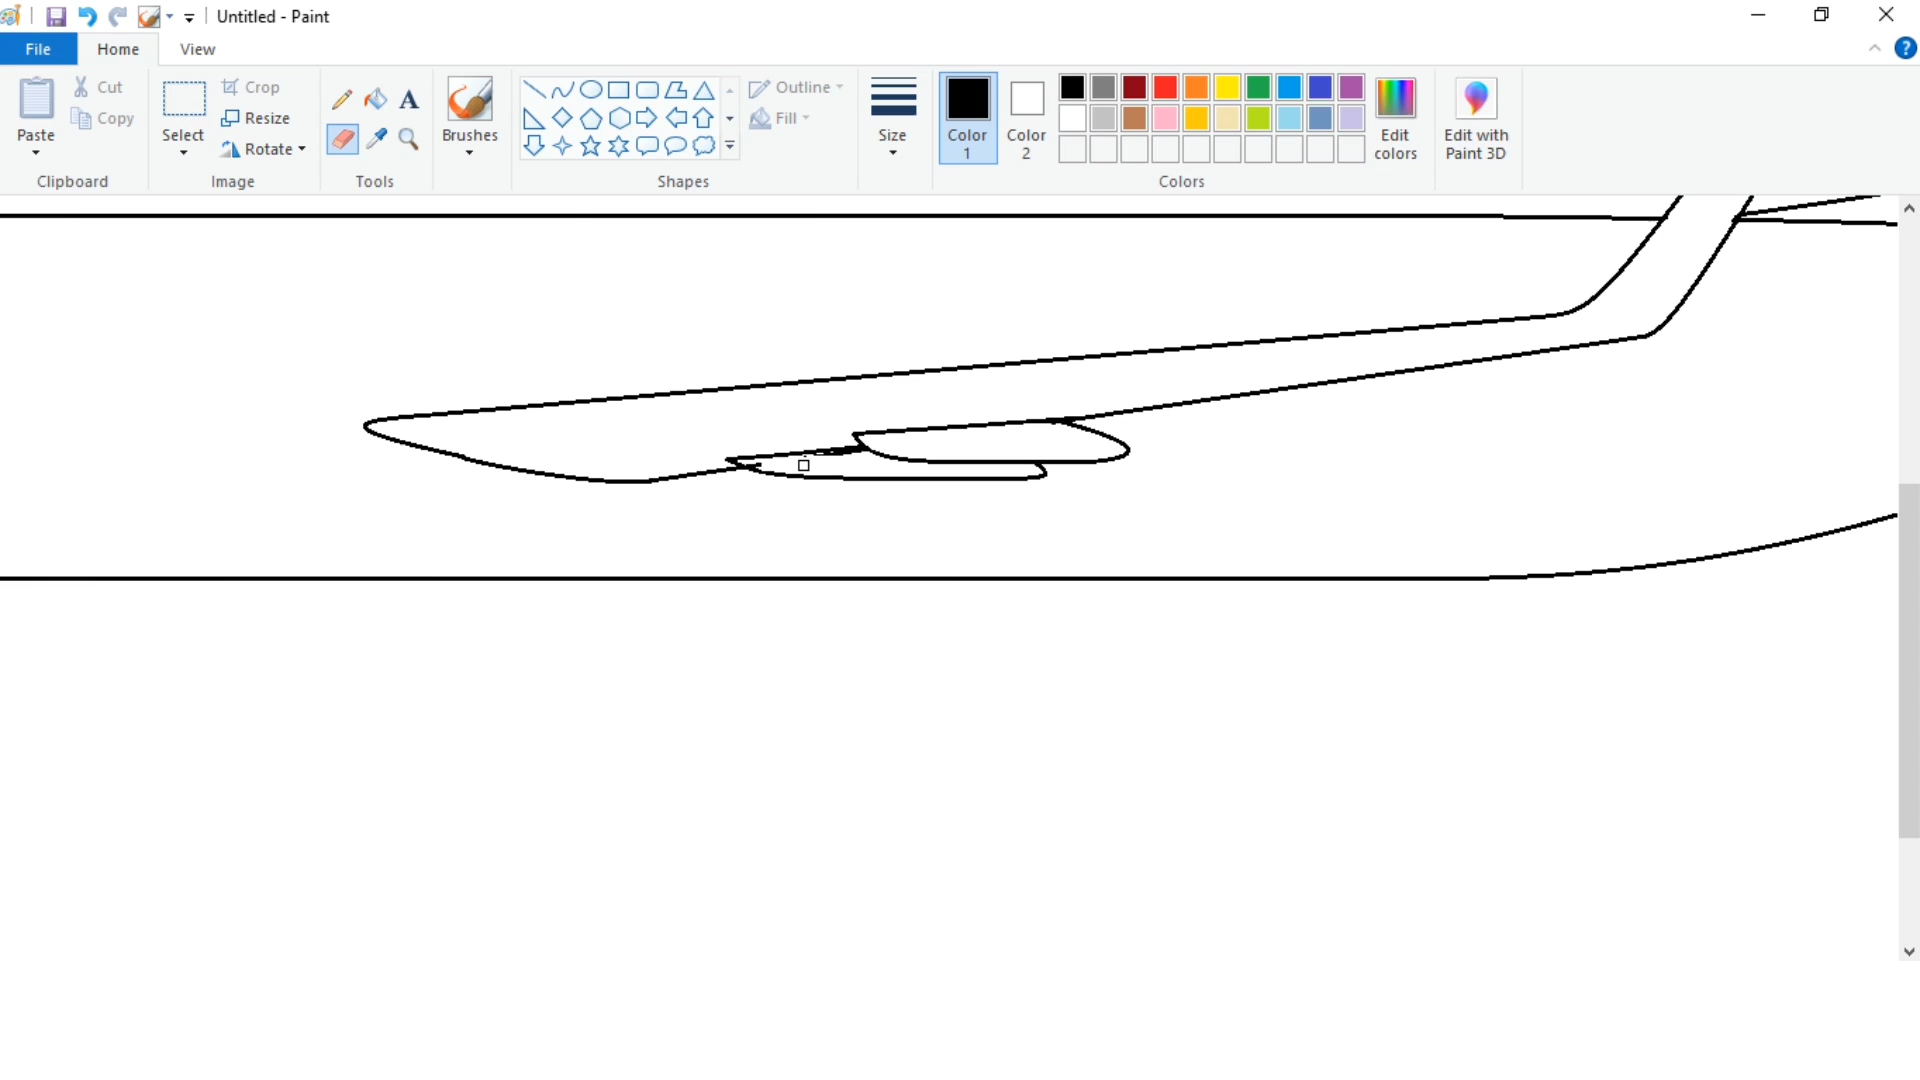 Untitled - Paint
File Home View
Paste
Cut
Copy
Clipboard
Select
Crop
Resize
Rotate
Image
A
Tools
Brushes
Outline
Fill
Shapes
Size
Color 1
Color 2
Edit colors
Colors
Edit with Paint 3D
?